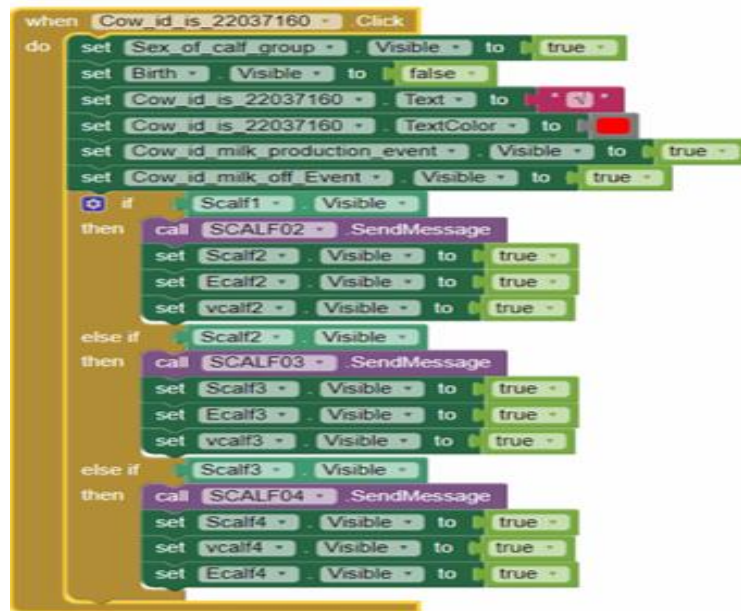 when Cow_id_is_22037160 .Click
do set Sex_of_calf_group . Visible to true
set Birth . Visible to false
set Cow_id_is_22037160 . Text to " √ "
set Cow_id_is_22037160 . TextColor to
set Cow_id_milk_production_event . Visible to true
set Cow_id_milk_off_Event . Visible to true
if Scalf1 . Visible
then call SCALF02 .SendMessage
set Scalf2 . Visible to true
set Ecalf2 . Visible to true
set vcalf2 . Visible to true
else if Scalf2 . Visible
then call SCALF03 .SendMessage
set Scalf3 . Visible to true
set Ecalf3 . Visible to true
set vcalf3 . Visible to true
else if Scalf3 . Visible
then call SCALF04 .SendMessage
set Scalf4 . Visible to true
set vcalf4 . Visible to true
set Ecalf4 . Visible to true